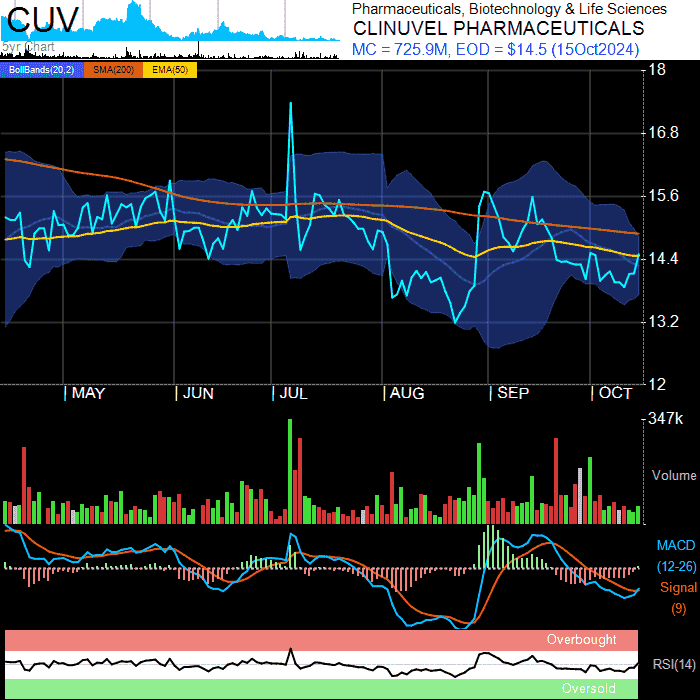 CUV
5yr Chart
Pharmaceuticals, Biotechnology & Life Sciences
CLINUVEL PHARMACEUTICALS
MC = 725.9M, EOD = $14.5 (15Oct2024)
BollBands(20,2) SMA(200) EMA(50)
18
16.8
15.6
14.4
13.2
12
MAY JUN JUL AUG SEP OCT
347k
Volume
MACD
(12-26)
Signal
(9)
Overbought
RSI(14)
Oversold